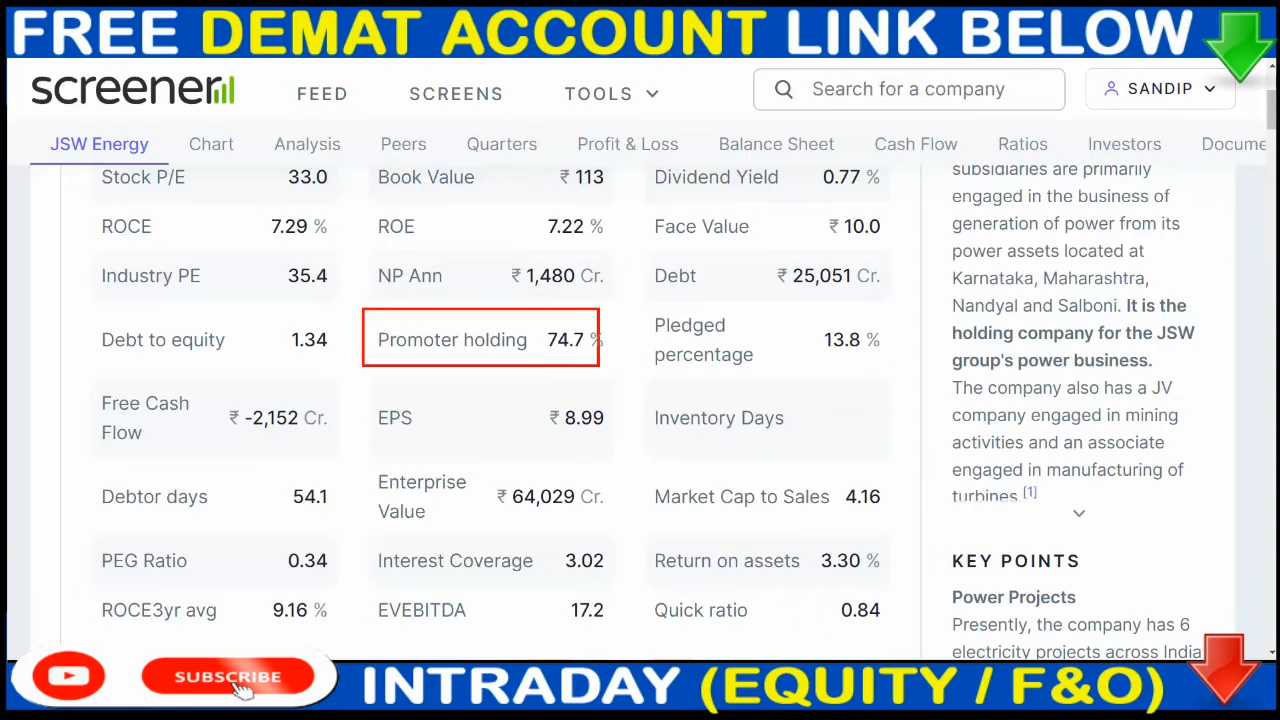 FREE DEMAT ACCOUNT LINK BELOW
screener
FEED SCREENS TOOLS
Search for a company
SANDIP
JSW Energy Chart Analysis Peers Quarters Profit & Loss Balance Sheet Cash Flow Ratios Investors Docume
Stock P/E 33.0 Book Value ₹ 113 Dividend Yield 0.77 %
ROCE 7.29 % ROE 7.22 % Face Value ₹ 10.0
Industry PE 35.4 NP Ann ₹ 1,480 Cr. Debt ₹ 25,051 Cr.
Debt to equity 1.34 Promoter holding 74.7 % Pledged percentage 13.8 %
Free Cash Flow ₹ -2,152 Cr. EPS ₹ 8.99 Inventory Days
Debtor days 54.1 Enterprise Value ₹ 64,029 Cr. Market Cap to Sales 4.16
PEG Ratio 0.34 Interest Coverage 3.02 Return on assets 3.30 %
ROCE3yr avg 9.16 % EVEBITDA 17.2 Quick ratio 0.84
subsidiaries are primarily
engaged in the business of
generation of power from its
power assets located at
Karnataka, Maharashtra,
Nandyal and Salboni. It is the
holding company for the JSW
group's power business.
The company also has a JV
company engaged in mining
activities and an associate
engaged in manufacturing of
turbines.[1]
KEY POINTS
Power Projects
Presently, the company has 6
electricity projects across India
SUBSCRIBE
INTRADAY (EQUITY / F&O)